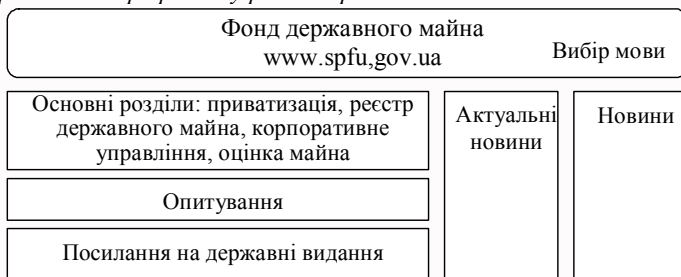 Фонд державного майна
www.spfu,gov.ua
Вибір мови
Основні розділи: приватизація, реєстр
державного майна, корпоративне
управління, оцінка майна
Опитування
Посилання на державні видання
Актуальні
новини
Новини